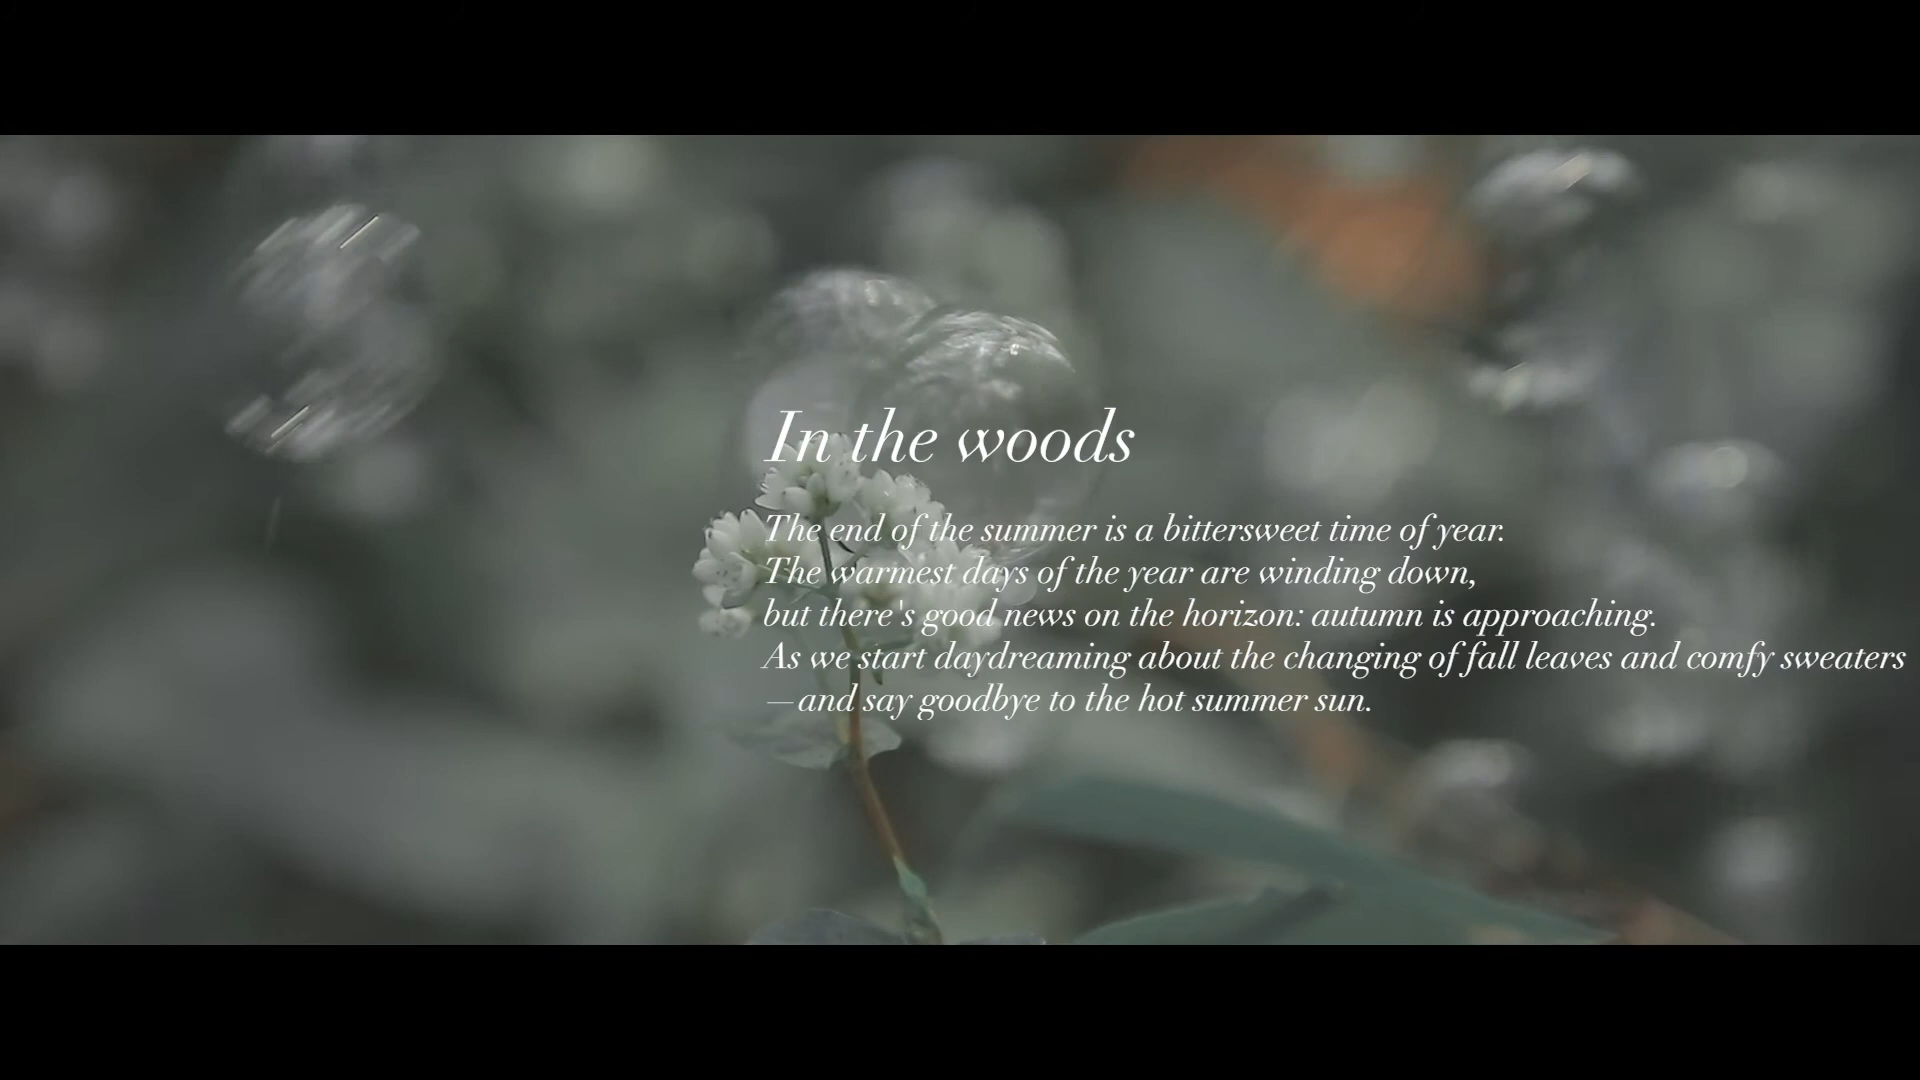 In the woods
The end of the summer is a bittersweet time of year.
The warmest days of the year are winding down,
but there's good news on the horizon: autumn is approaching.
As we start daydreaming about the changing of fall leaves and comfy sweaters
—and say goodbye to the hot summer sun.